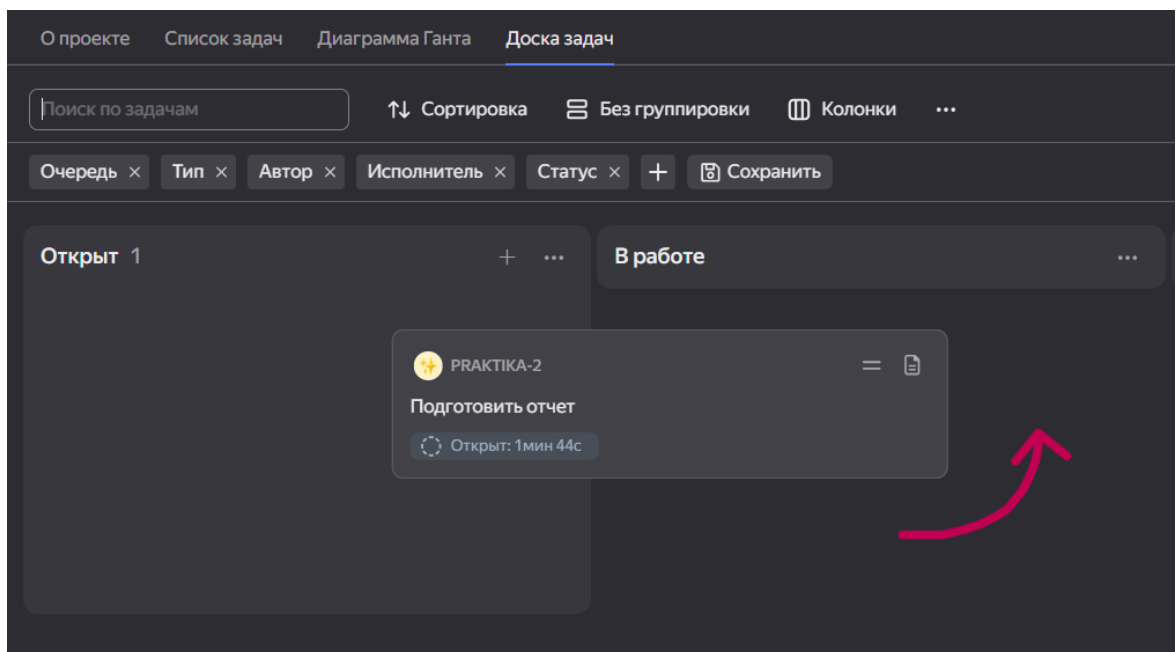 О проекте Список задач Диаграмма Ганта Доска задач
Поиск по задачам Сортировка Без группировки Колонки
Очередь Тип Автор Исполнитель Статус Сохранить
Открыт 1 В работе
PRAKTIKA-2
Подготовить отчет
Открыт: 1мин 44с